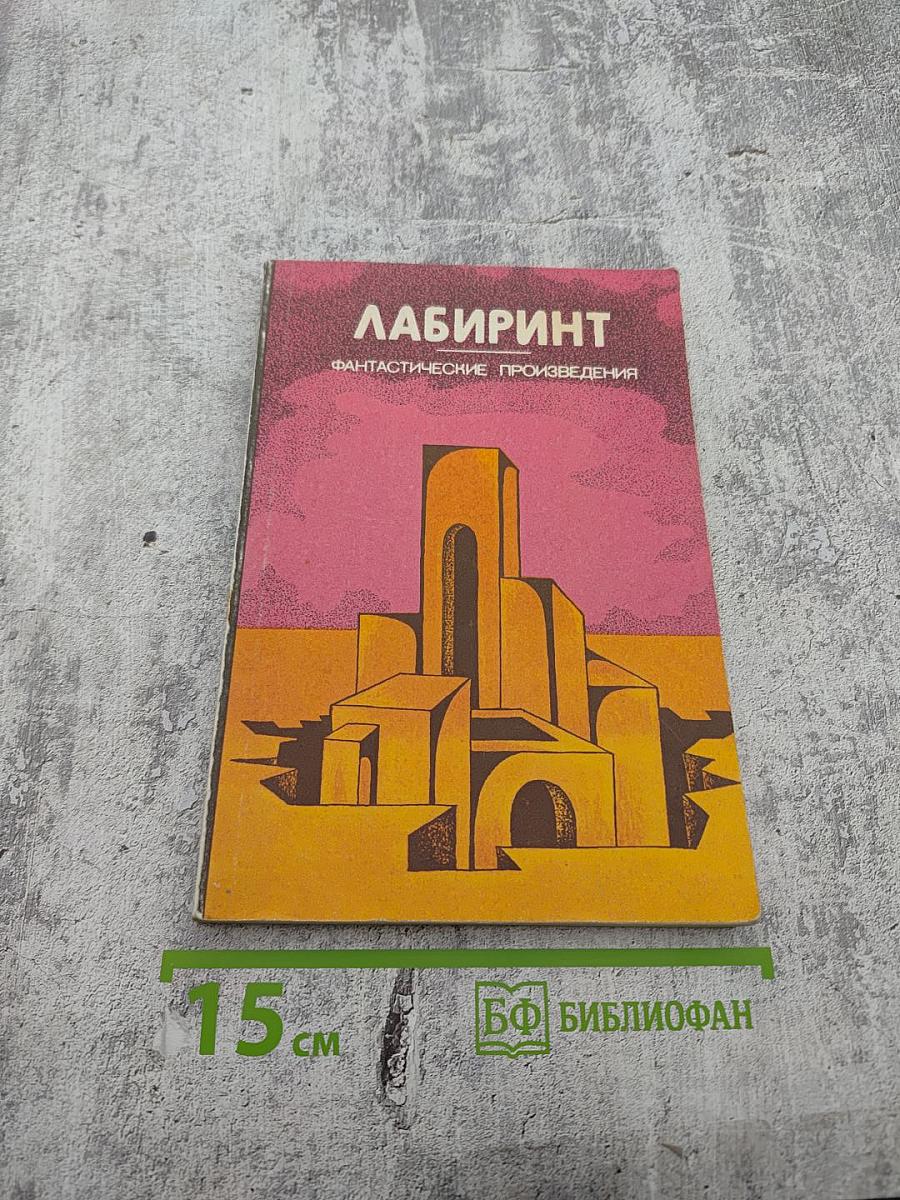 ЛАБИРИНТ
ФАНТАСТИЧЕСКИЕ ПРОИЗВЕДЕНИЯ
15 см
БФ БИБЛИОФАН